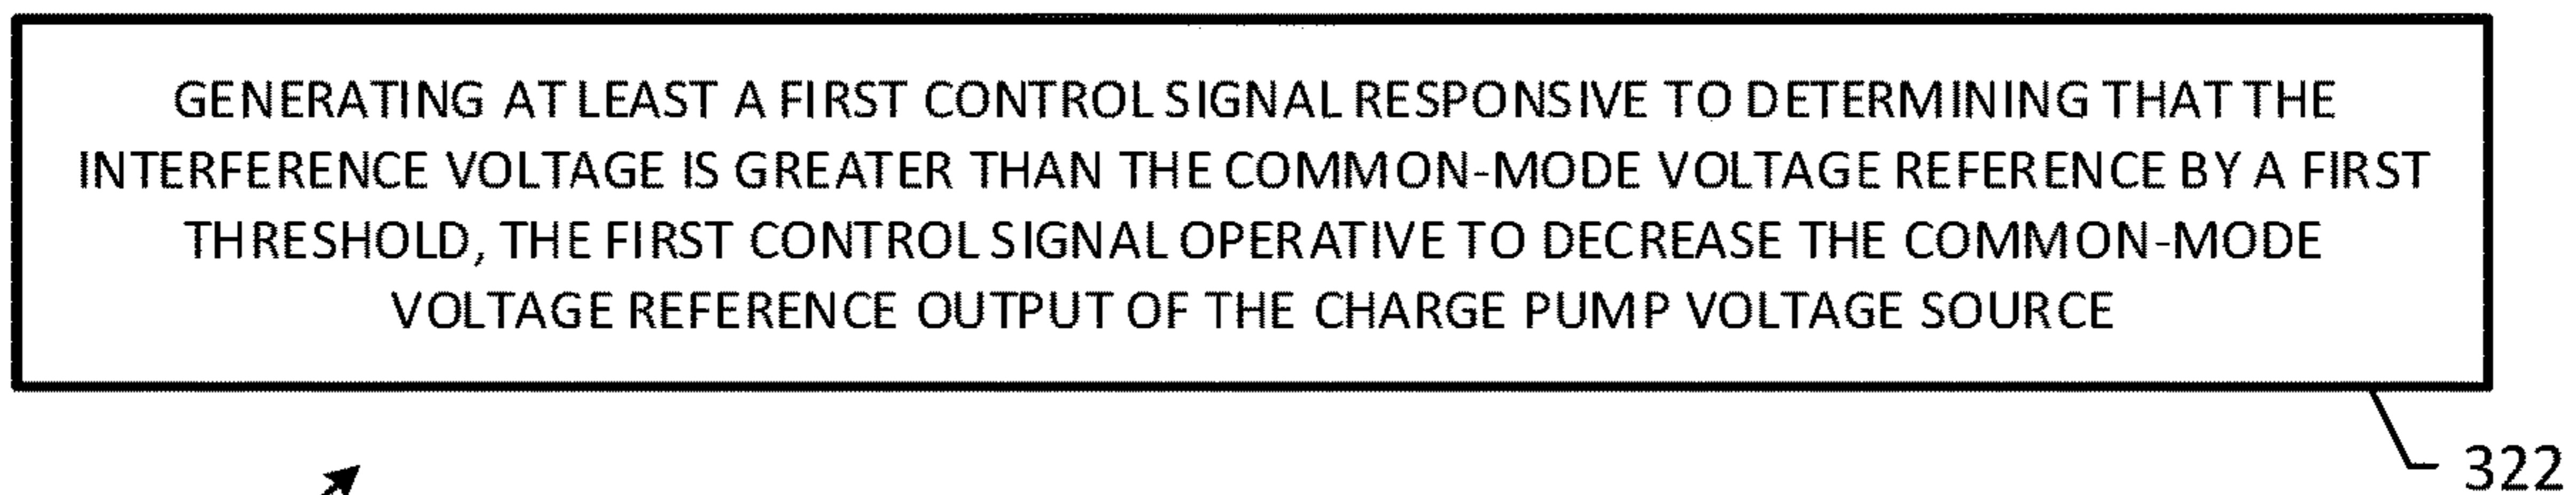 GENERATING AT LEAST A FIRST CONTROL SIGNAL RESPONSIVE TO DETERMINING THAT THE
INTERFERENCE VOLTAGE IS GREATER THAN THE COMMON-MODE VOLTAGE REFERENCE BY A FIRST
THRESHOLD, THE FIRST CONTROL SIGNAL OPERATIVE TO DECREASE THE COMMON-MODE
VOLTAGE REFERENCE OUTPUT OF THE CHARGE PUMP VOLTAGE SOURCE
322